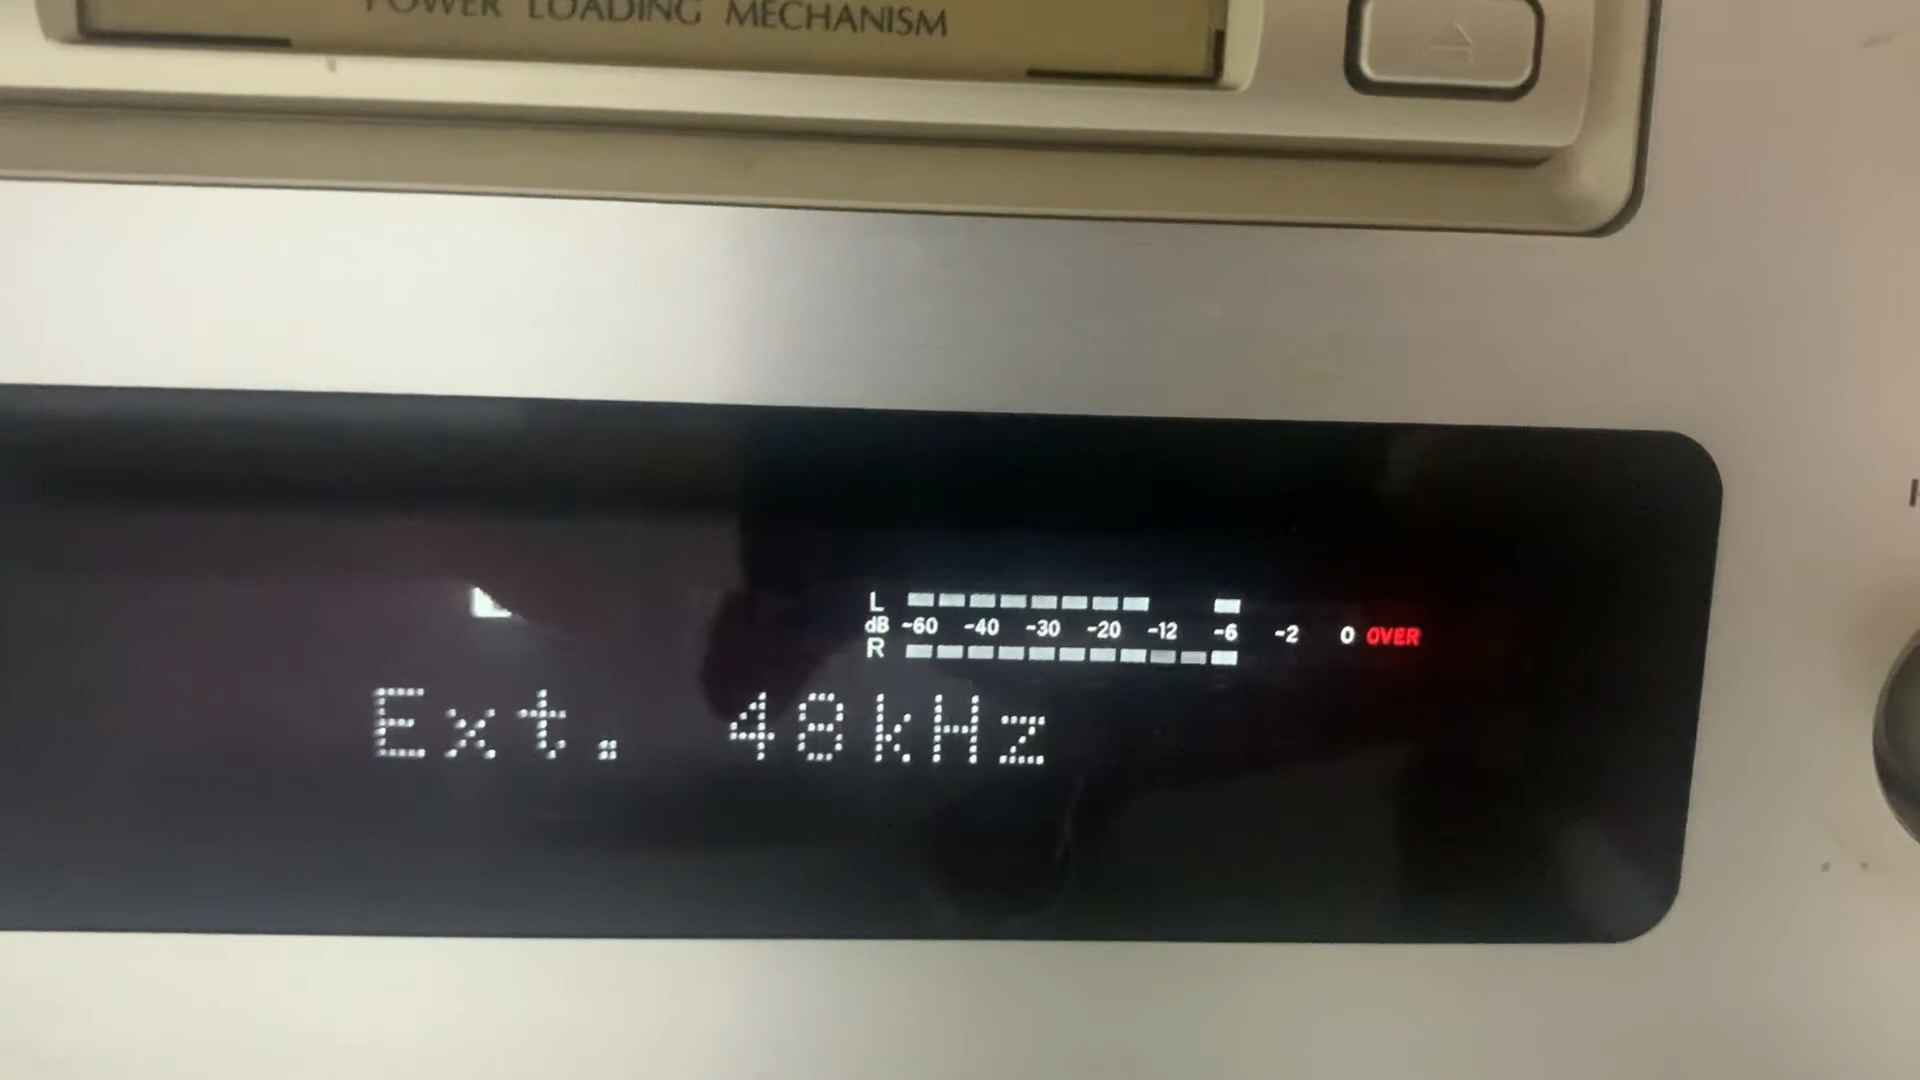 POWER LOADING MECHANISM
L
dB -60 -40 -30 -20 -12 -6 -2 0 OVER
R
Ext. 48kHz